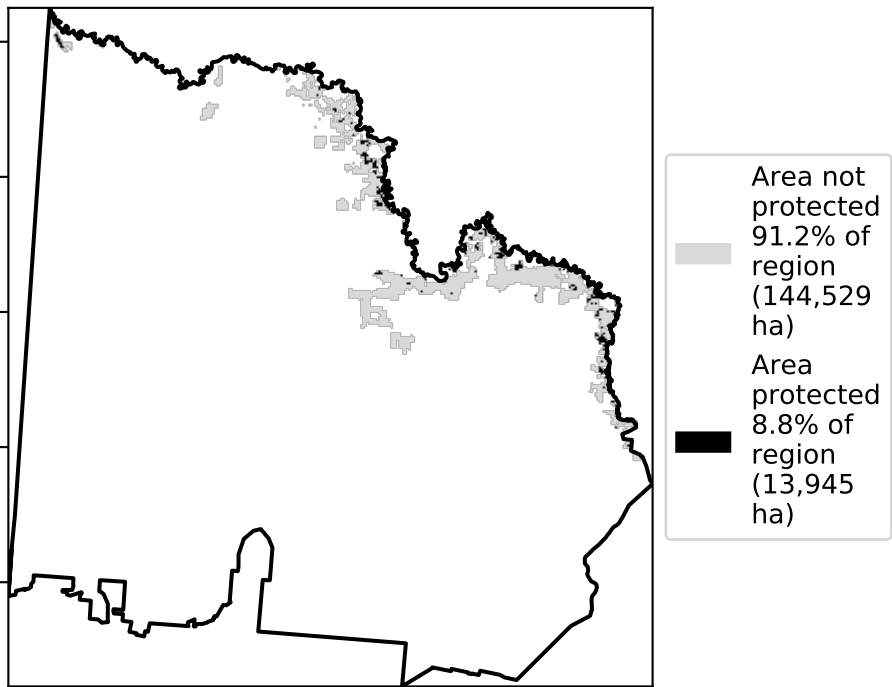 Area not
protected
91.2% of
region
(144,529
ha)
Area
protected
8.8% of
region
(13,945
ha)